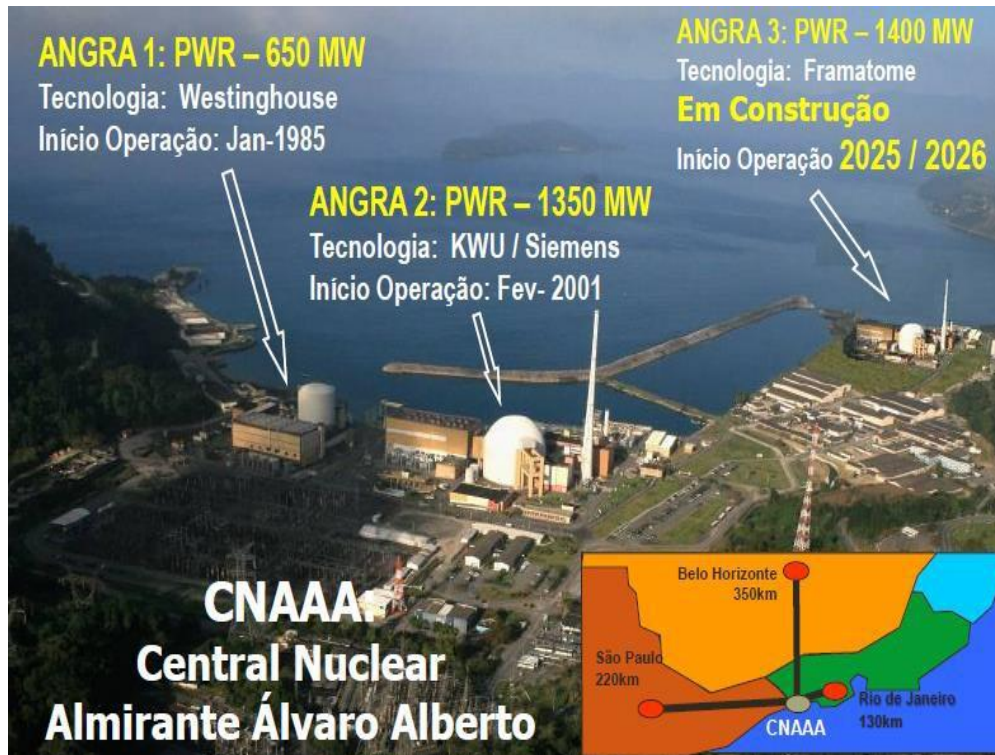 ANGRA 1: PWR – 650 MW
Tecnologia: Westinghouse
Início Operação: Jan-1985
ANGRA 2: PWR – 1350 MW
Tecnologia: KWU / Siemens
Início Operação: Fev- 2001
ANGRA 3: PWR – 1400 MW
Tecnologia: Framatome
Em Construção
Início Operação 2025 / 2026
CNAAA.
Central Nuclear
Almirante Álvaro Alberto
Belo Horizonte
350km
São Paulo
220km
Rio de Janeiro
130km
CNAAA